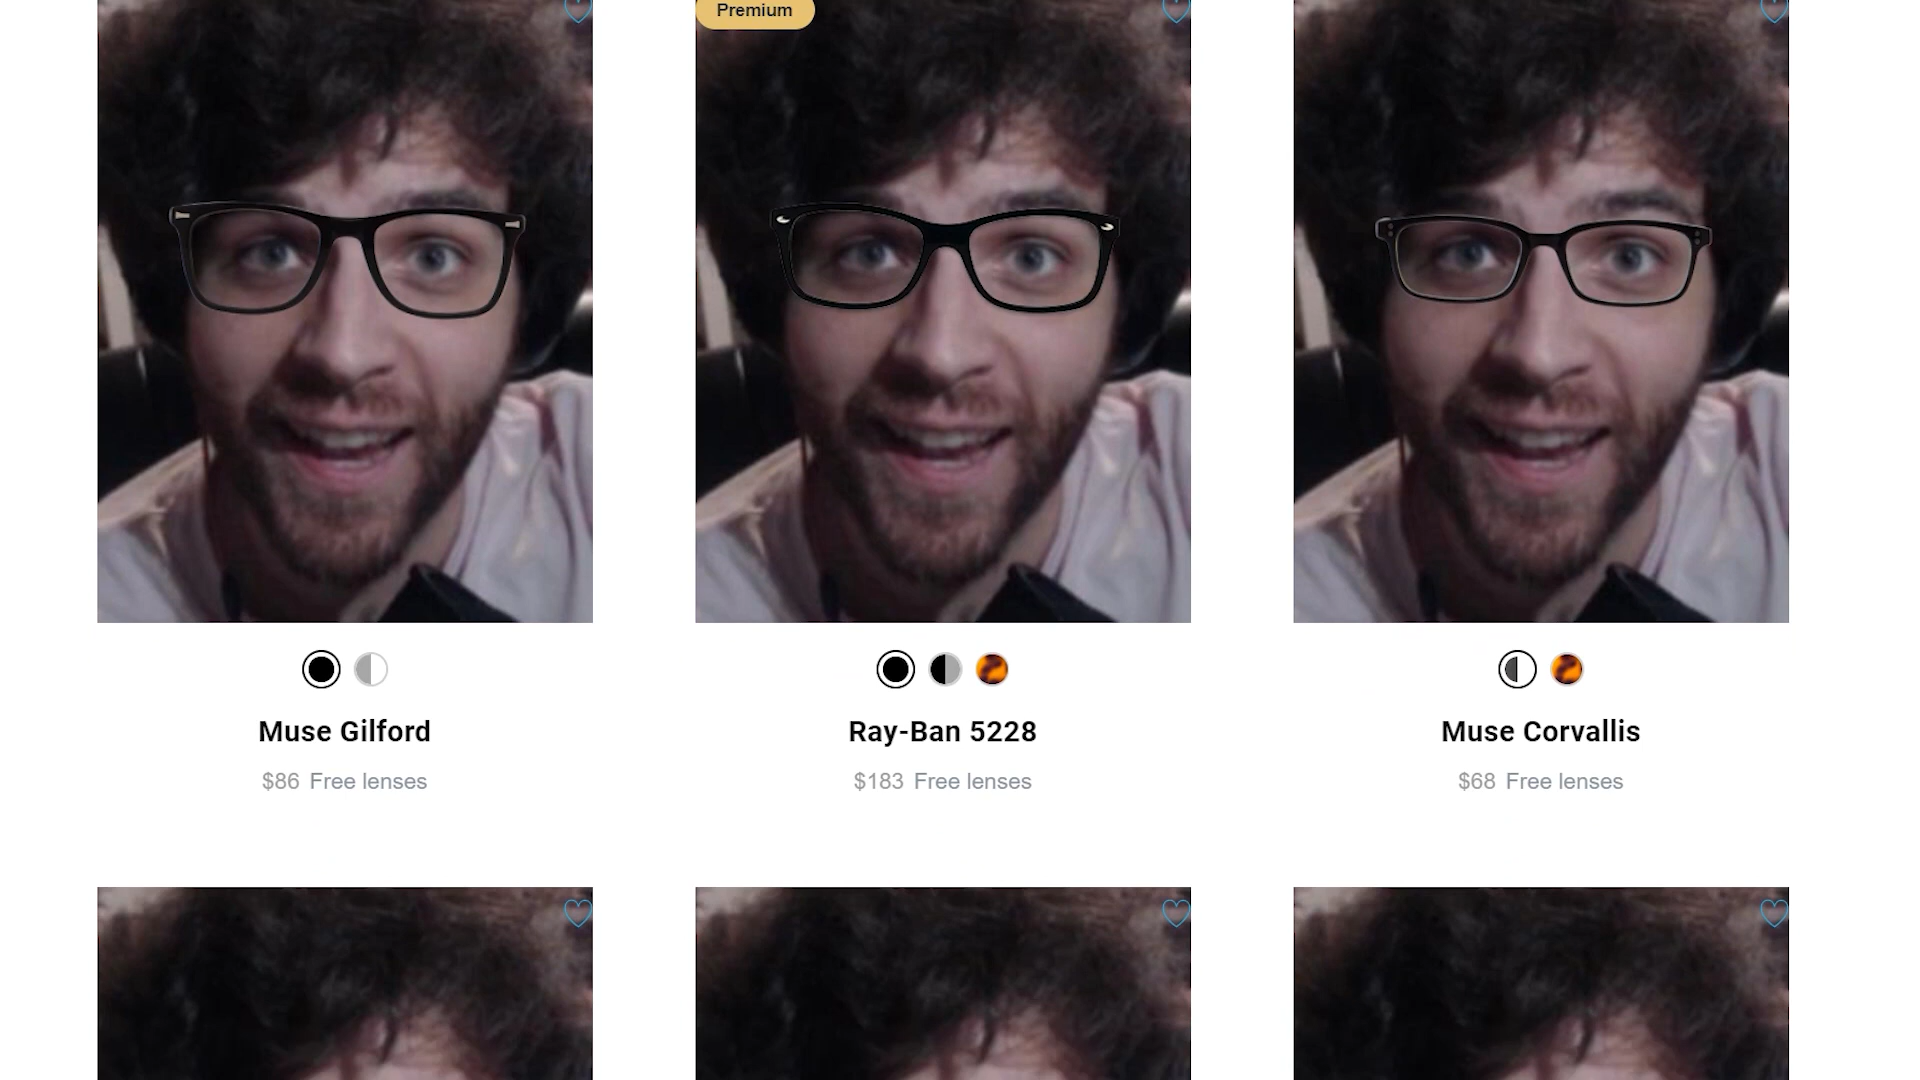 Premium
Muse Gilford
$86 Free lenses
Ray-Ban 5228
$183 Free lenses
Muse Corvallis
$68 Free lenses